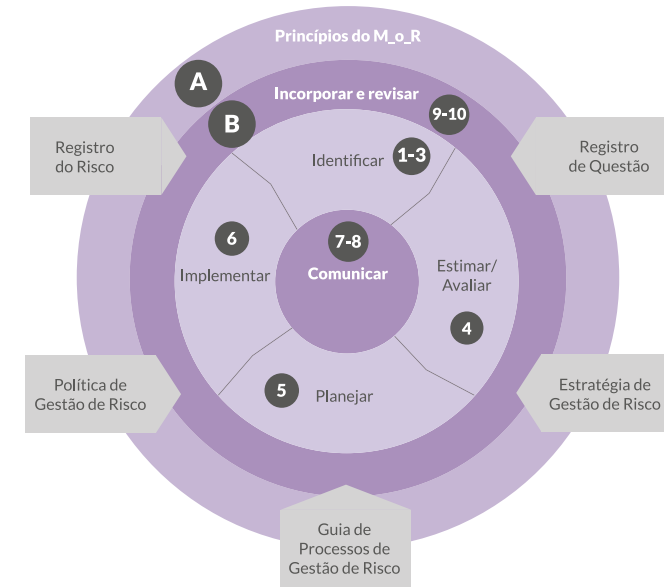 Princípios do M_o_R
A
Incorporar e revisar
B
9-10
Registro
do Risco
Identificar
1-3
Registro
de Questão
6
Implementar
7-8
Comunicar
Estimar/
Avaliar
4
5
Planejar
Política de
Gestão de Risco
Estratégia de
Gestão de Risco
Guia de
Processos de
Gestão de Risco